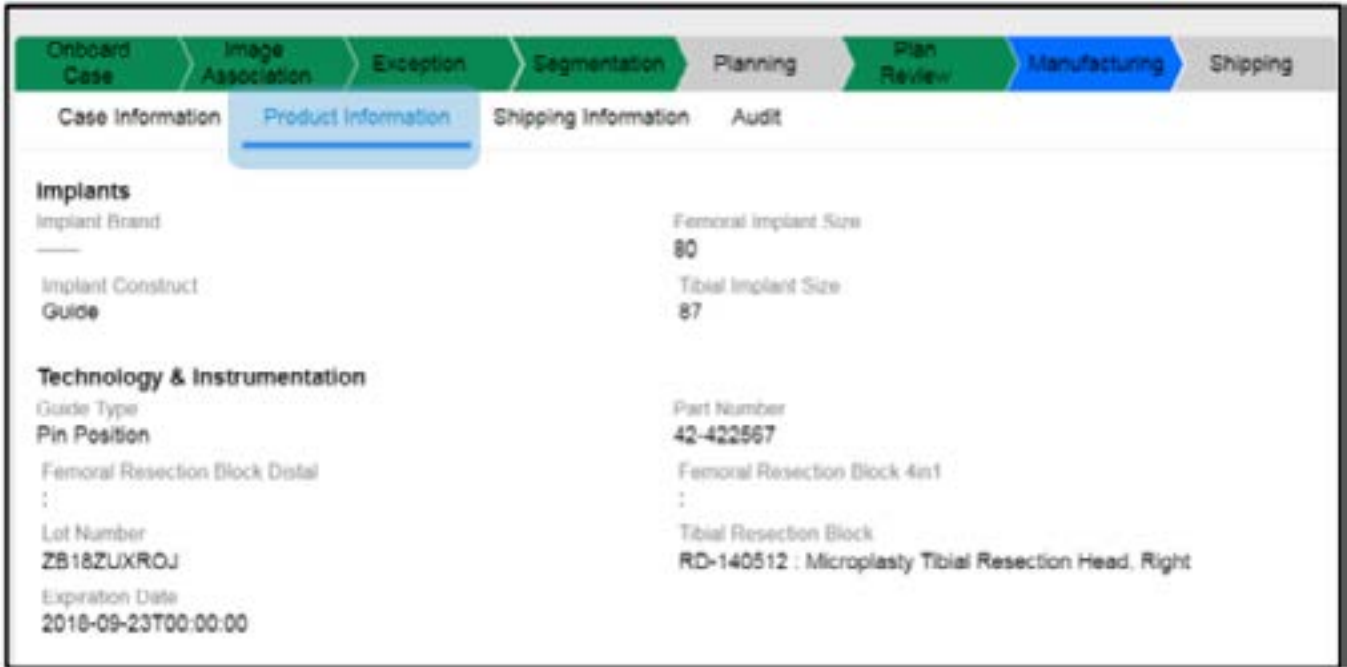 Onboard Case
Image Association
Exception
Segmentation
Planning
Plan Review
Manufacturing
Shipping
Case Information
Product Information
Shipping Information
Audit
Implants
Implant Brand
Femoral Implant Size
——
80
Implant Construct
Tibial Implant Size
Guide
87
Technology & Instrumentation
Guide Type
Part Number
Pin Position
42-422567
Femoral Resection Block Distal
Femoral Resection Block 4in1
:
:
Lot Number
Tibial Resection Block
ZB18ZUXROJ
RD-140512 : Microplasty Tibial Resection Head, Right
Expiration Date
2018-09-23T00:00:00